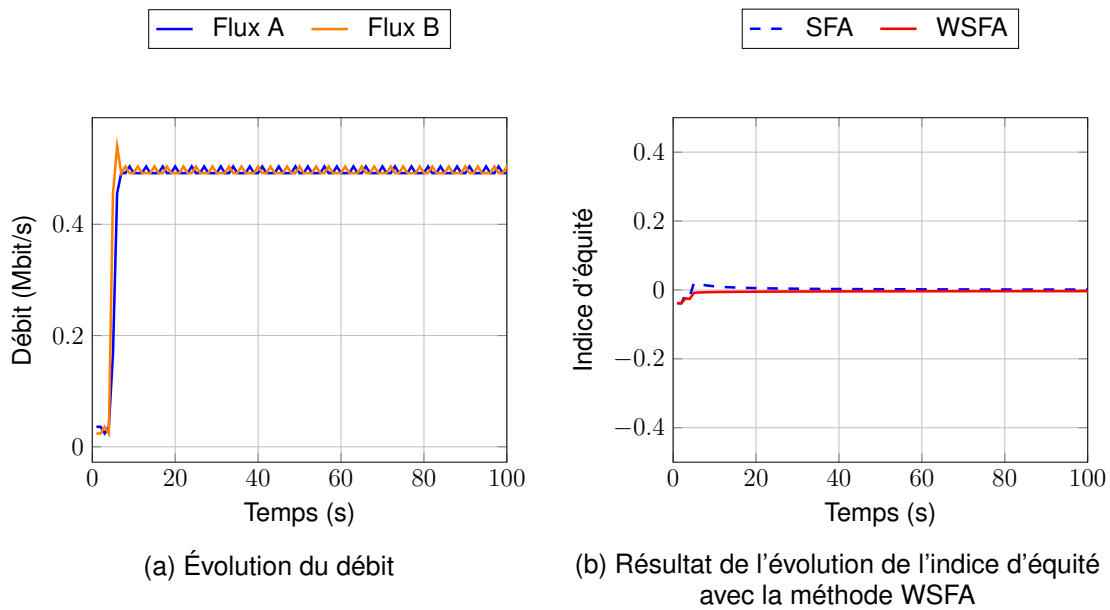 Flux A Flux B
0 20 40 60 80 100
0
0.2
0.4
Temps (s)
Débit (Mbit/s)
(a) Évolution du débit
SFA WSFA
0 20 40 60 80 100
−0.4
−0.2
0
0.2
0.4
Temps (s)
Indice d'équité
(b) Résultat de l'évolution de l'indice d'équité
avec la méthode WSFA